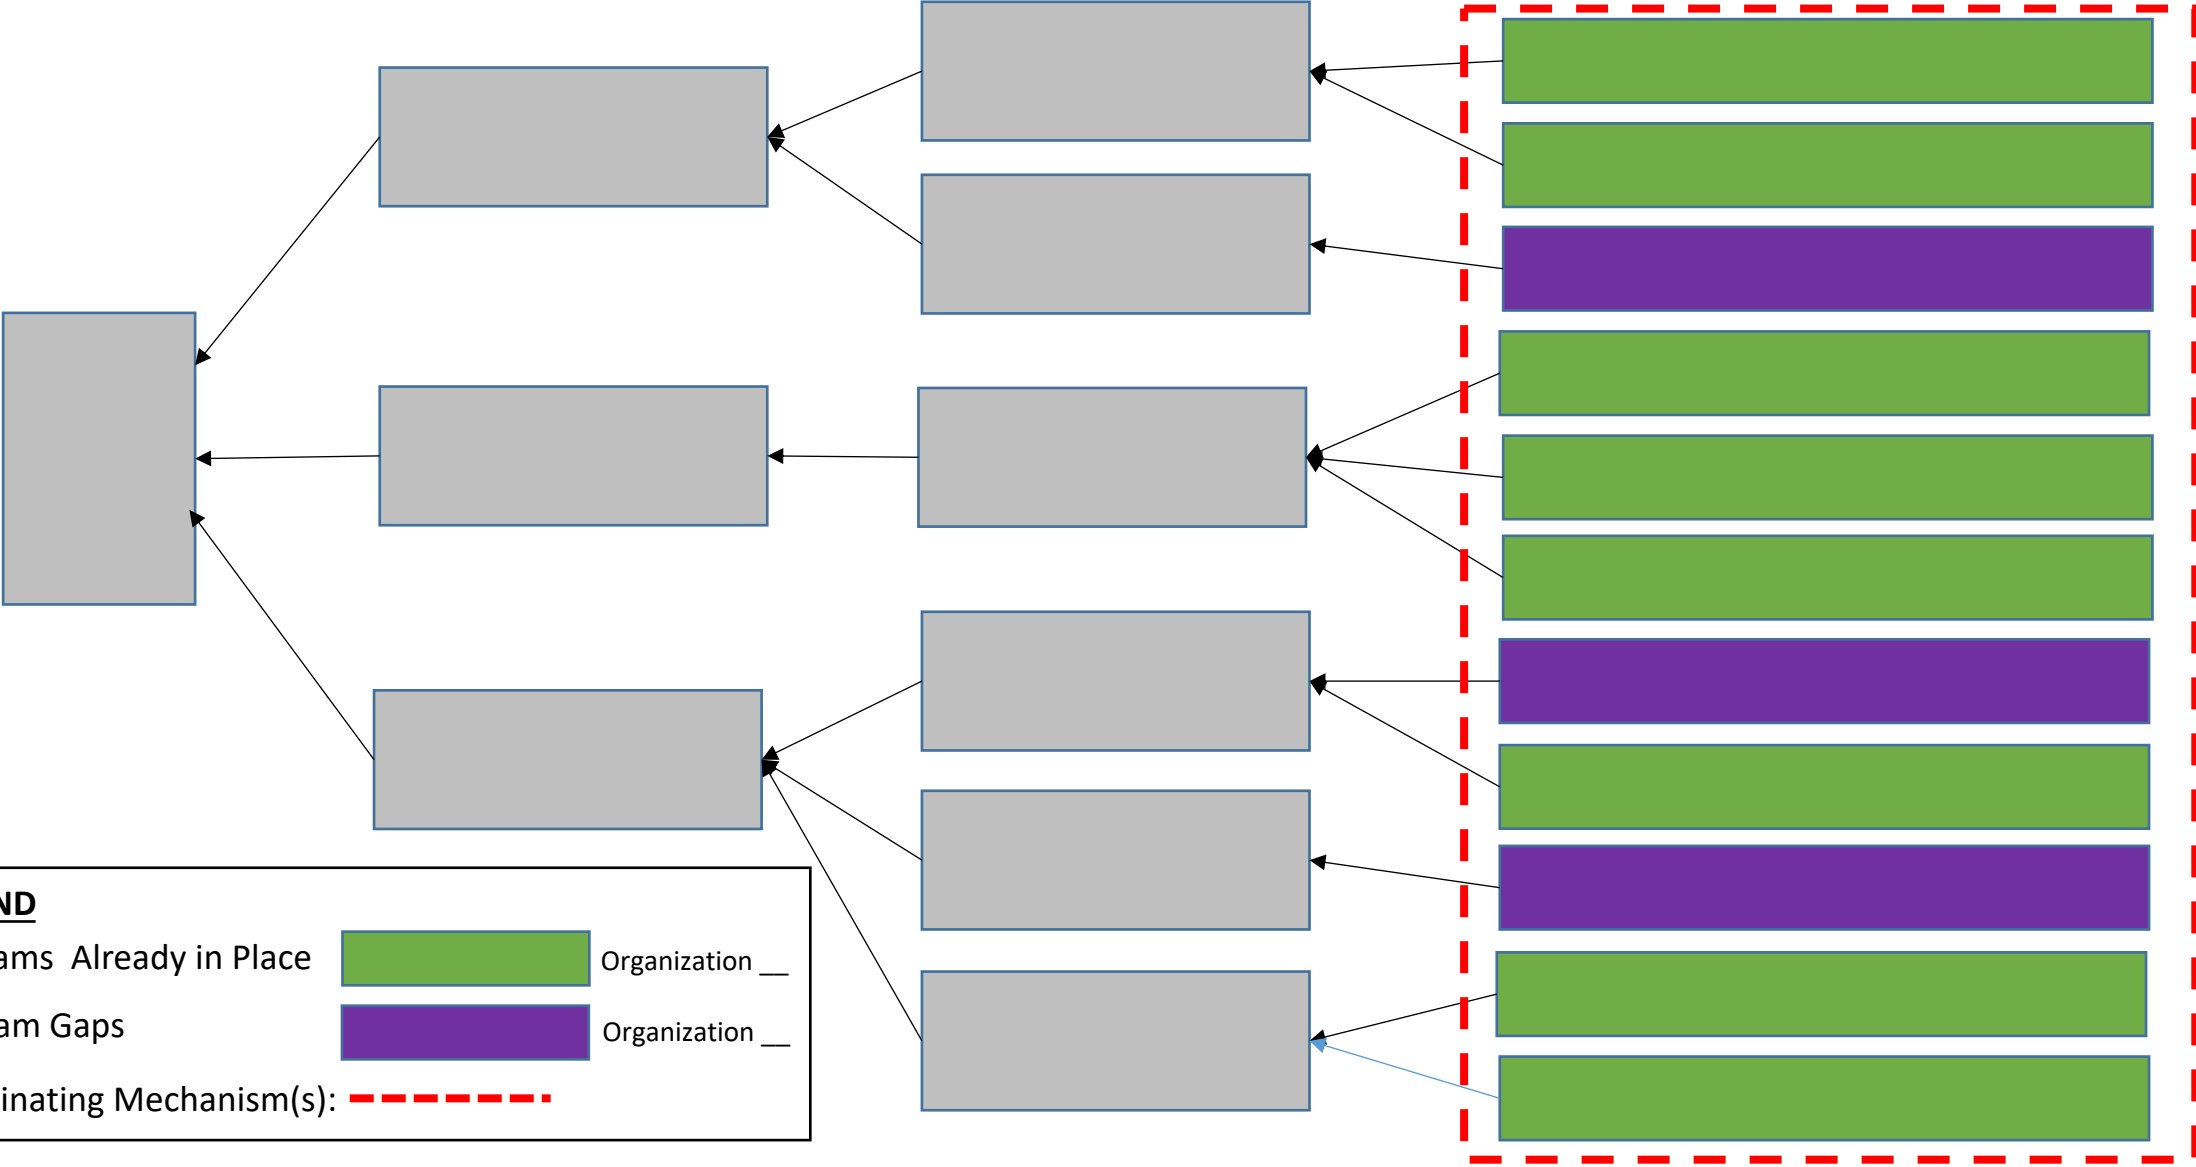 ND
ams Already in Place
Organization __
am Gaps
Organization __
inating Mechanism(s):